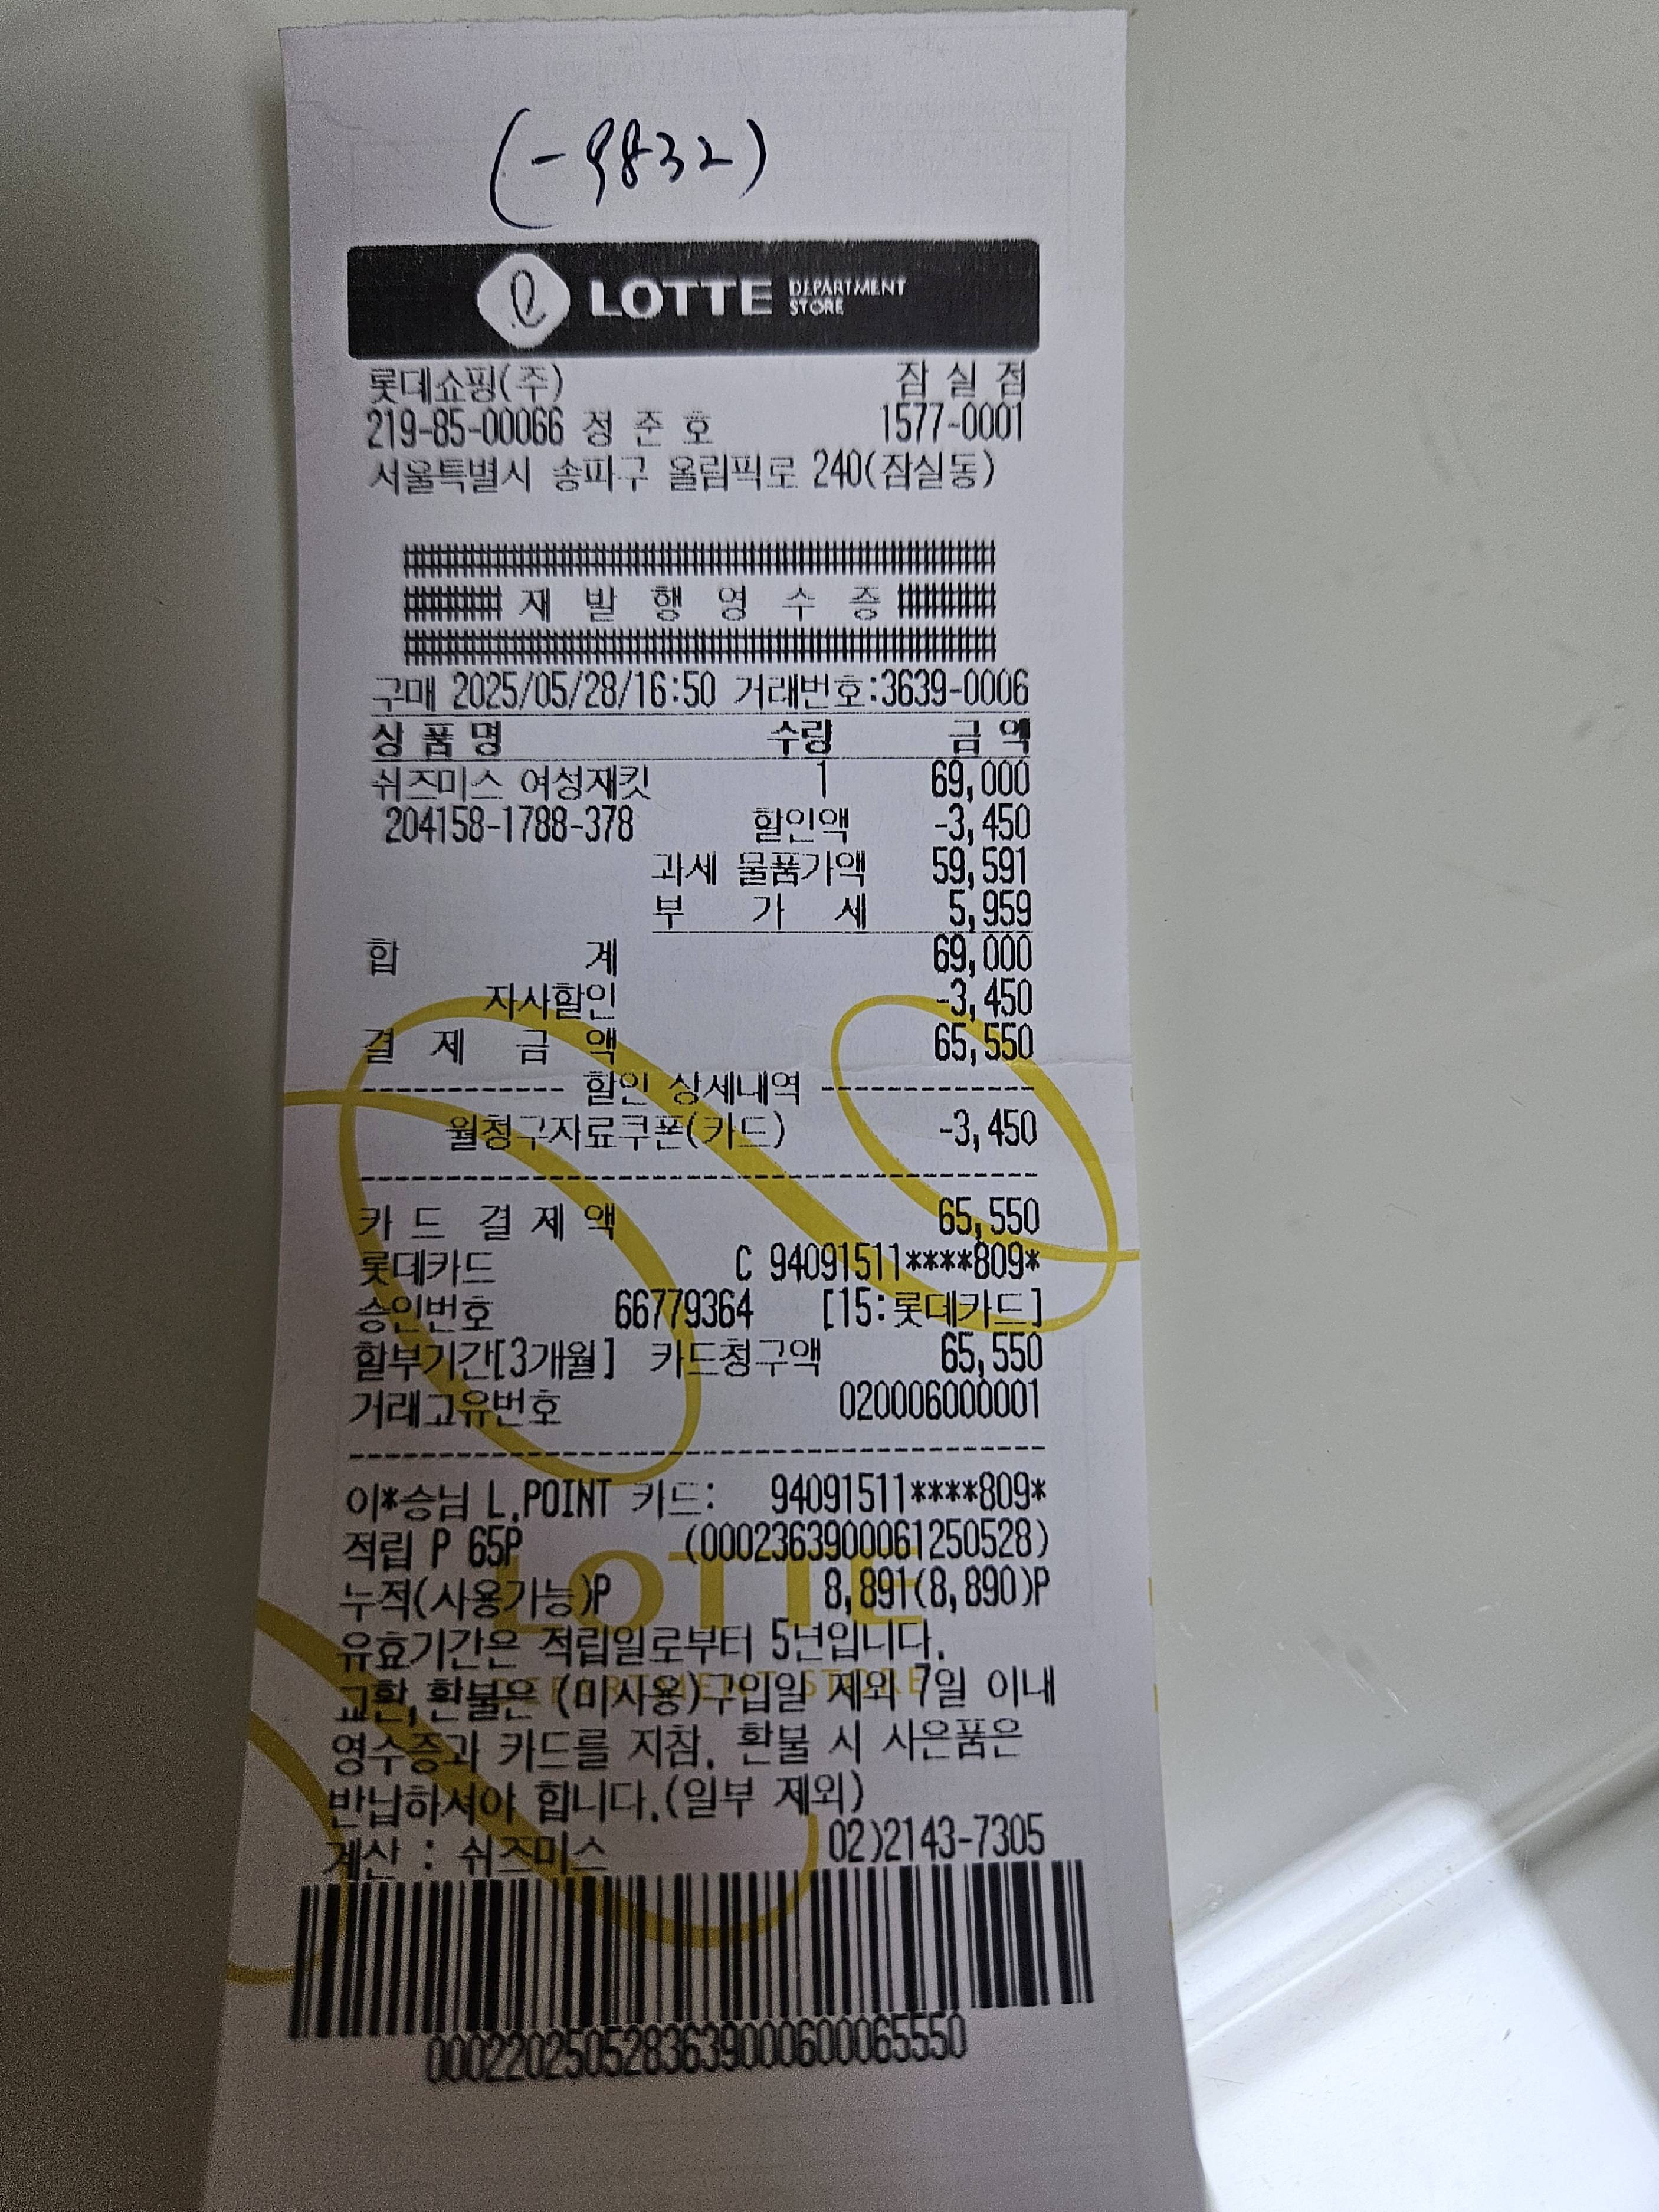 (-9832)
LOTTE DEPARTMENT STORE
롯데쇼핑(주) 잠 실 점
219-85-00066 정 준 호 1577-0001
서울특별시 송파구 올림픽로 240(잠실동)
재 발 행 영 수 증
구매 2025/05/28/16:50 거래번호:3639-0006
상 품 명 수량 금 액
쉬즈미스 여성재킷 1 69,000
204158-1788-378 할인액 -3,450
과세 물품가액 59,591
부 가 세 5,959
합 계 69,000
자사할인 -3,450
결 제 금 액 65,550
------------ 할인 상세내역 -------------
월청구자료쿠폰(카드) -3,450
카 드 결 제 액 65,550
롯데카드 C 94091511****809*
승인번호 66779364 [15:롯데카드]
할부기간[3개월] 카드청구액 65,550
거래고유번호 020006000001
이*승님 L.POINT 카드: 94091511****809*
적립 P 65P (0002363900061250528)
누적(사용가능)P 8,891(8,890)P
유효기간은 적립일로부터 5년입니다.
교환,환불은 (미사용)구입일 제외 7일 이내
영수증과 카드를 지참. 환불 시 사은품은
반납하셔야 합니다.(일부 제외)
계산 : 쉬즈미스 02)2143-7305
0002202505283639000600065550
LOTTE
DEPARTMENT STORE